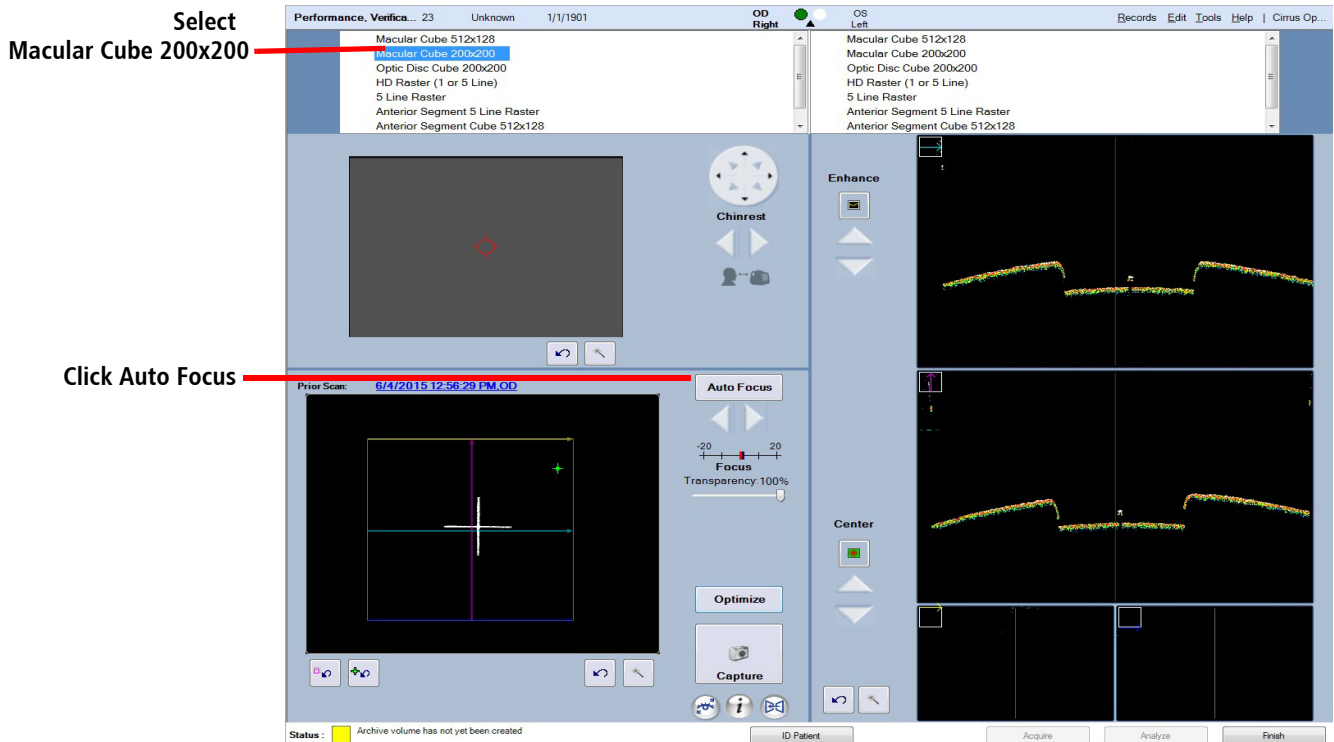 Select
Macular Cube 200x200
Click Auto Focus
Performance, Verifica... 23 Unknown 1/1/1901 OD Right OS Left Records Edit Tools Help | Cirrus Op...
Macular Cube 512x128
Macular Cube 200x200
Optic Disc Cube 200x200
HD Raster (1 or 5 Line)
5 Line Raster
Anterior Segment 5 Line Raster
Anterior Segment Cube 512x128
Macular Cube 512x128
Macular Cube 200x200
Optic Disc Cube 200x200
HD Raster (1 or 5 Line)
5 Line Raster
Anterior Segment 5 Line Raster
Anterior Segment Cube 512x128
Chinrest
Enhance
Prior Scan: 6/4/2015 12:56:29 PM,OD
Auto Focus
-20 20
Focus
Transparency:100%
Center
Optimize
Capture
i
Status : Archive volume has not yet been created
ID Patient
Acquire
Analyze
Finish